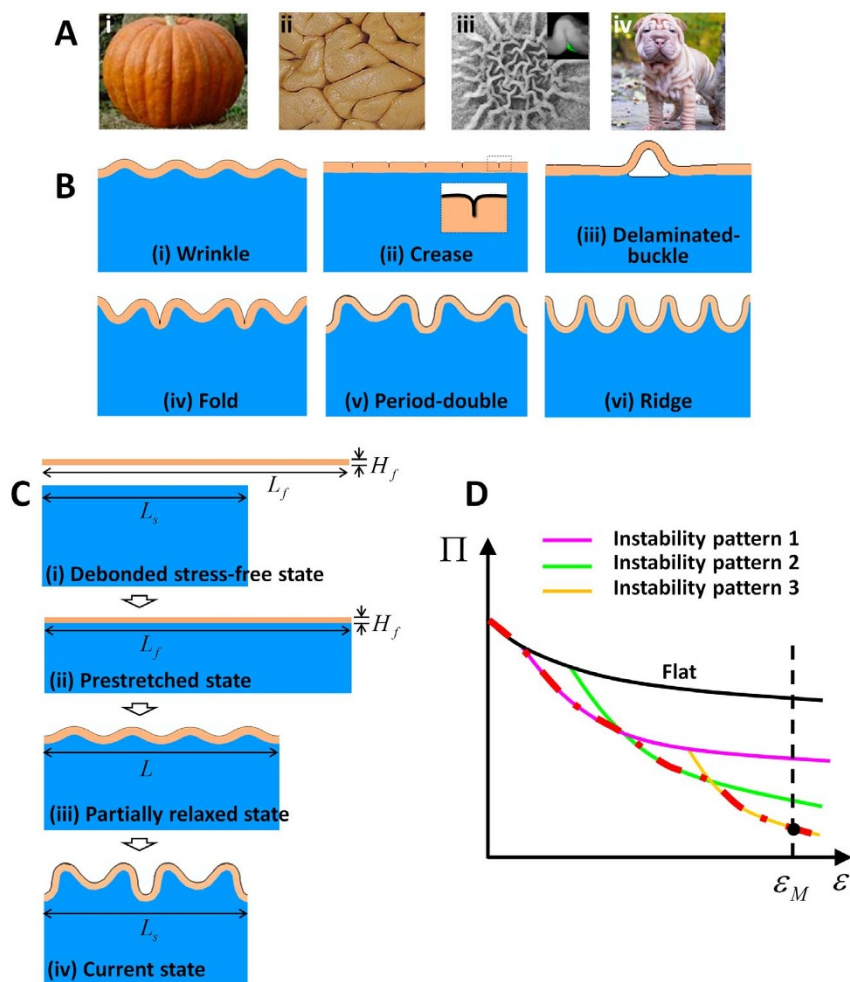 A
i
ii
iii
iv
B
(i) Wrinkle
(ii) Crease
(iii) Delaminated-
buckle
(iv) Fold
(v) Period-double
(vi) Ridge
C
H_f
L_f
L_s
(i) Debonded stress-free state
H_f
L_f
(ii) Prestretched state
L
(iii) Partially relaxed state
L_s
(iv) Current state
D
Π
Instability pattern 1
Instability pattern 2
Instability pattern 3
Flat
ε_M
ε